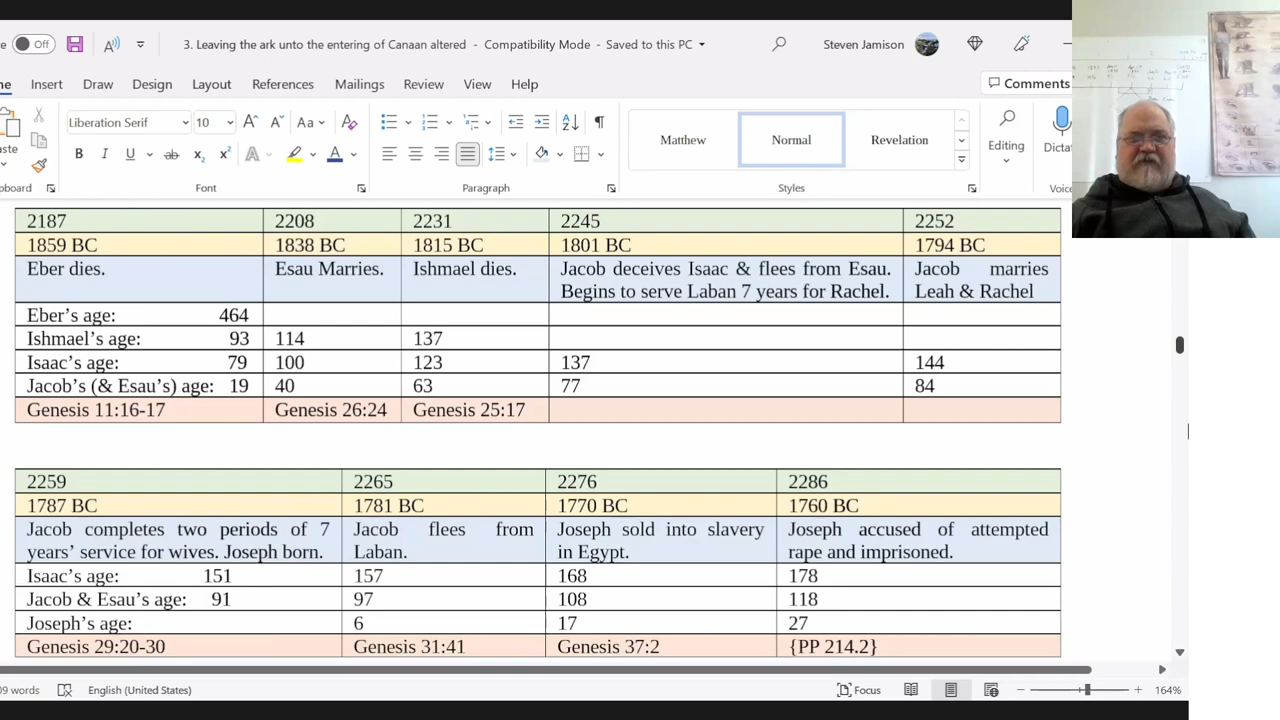 Off
3. Leaving the ark unto the entering of Canaan altered - Compatibility Mode - Saved to this PC
Steven Jamison
Insert Draw Design Layout References Mailings Review View Help
Comments
Liberation Serif 10
Matthew Normal Revelation
Editing
Font Paragraph Styles
2187 2208 2231 2245 2252
1859 BC 1838 BC 1815 BC 1801 BC 1794 BC
Eber dies. Esau Marries. Ishmael dies. Jacob deceives Isaac & flees from Esau. Jacob marries
Begins to serve Laban 7 years for Rachel. Leah & Rachel
Eber's age: 464
Ishmael's age: 93 114 137
Isaac's age: 79 100 123 137 144
Jacob's (& Esau's) age: 19 40 63 77 84
Genesis 11:16-17 Genesis 26:24 Genesis 25:17
2259 2265 2276 2286
1787 BC 1781 BC 1770 BC 1760 BC
Jacob completes two periods of 7 Jacob flees from Joseph sold into slavery Joseph accused of attempted
years' service for wives. Joseph born. Laban. in Egypt. rape and imprisoned.
Isaac's age: 151 157 168 178
Jacob & Esau's age: 91 97 108 118
Joseph's age: 6 17 27
Genesis 29:20-30 Genesis 31:41 Genesis 37:2 {PP 214.2}
09 words English (United States) Focus 164%